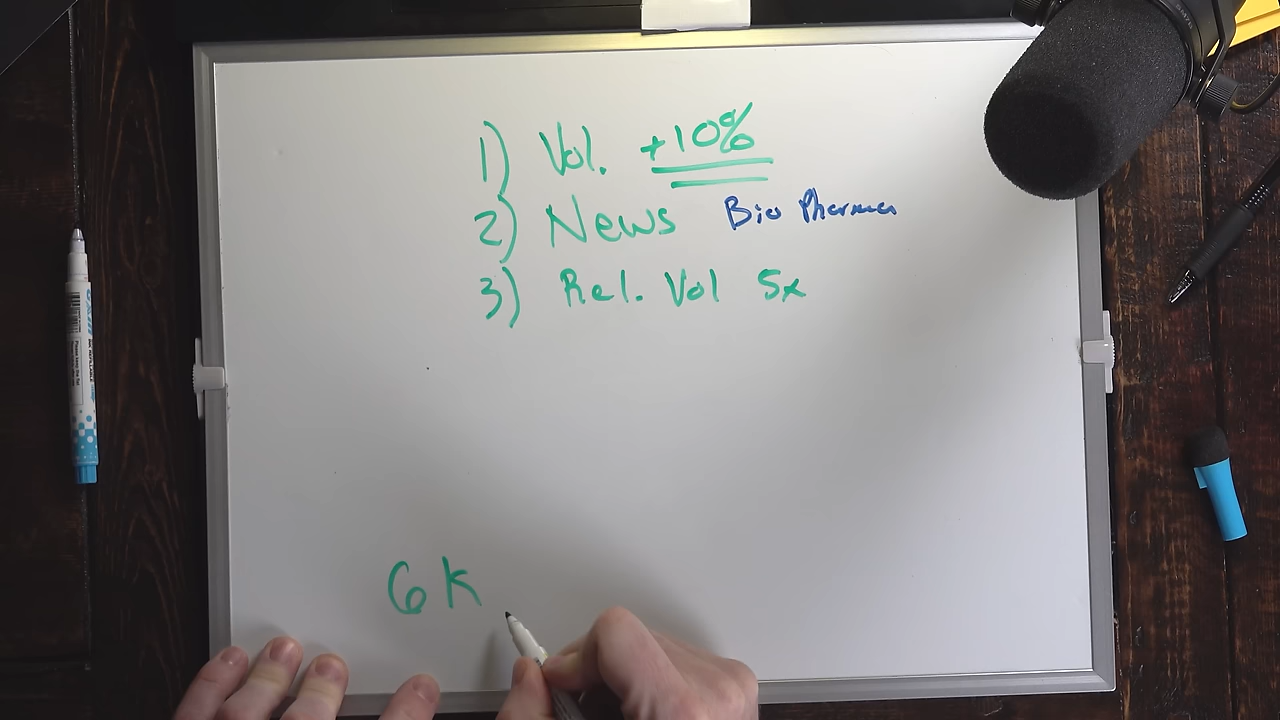 1) Vol. +10%
2) News Bio Pharma
3) Rel. Vol 5x
6K